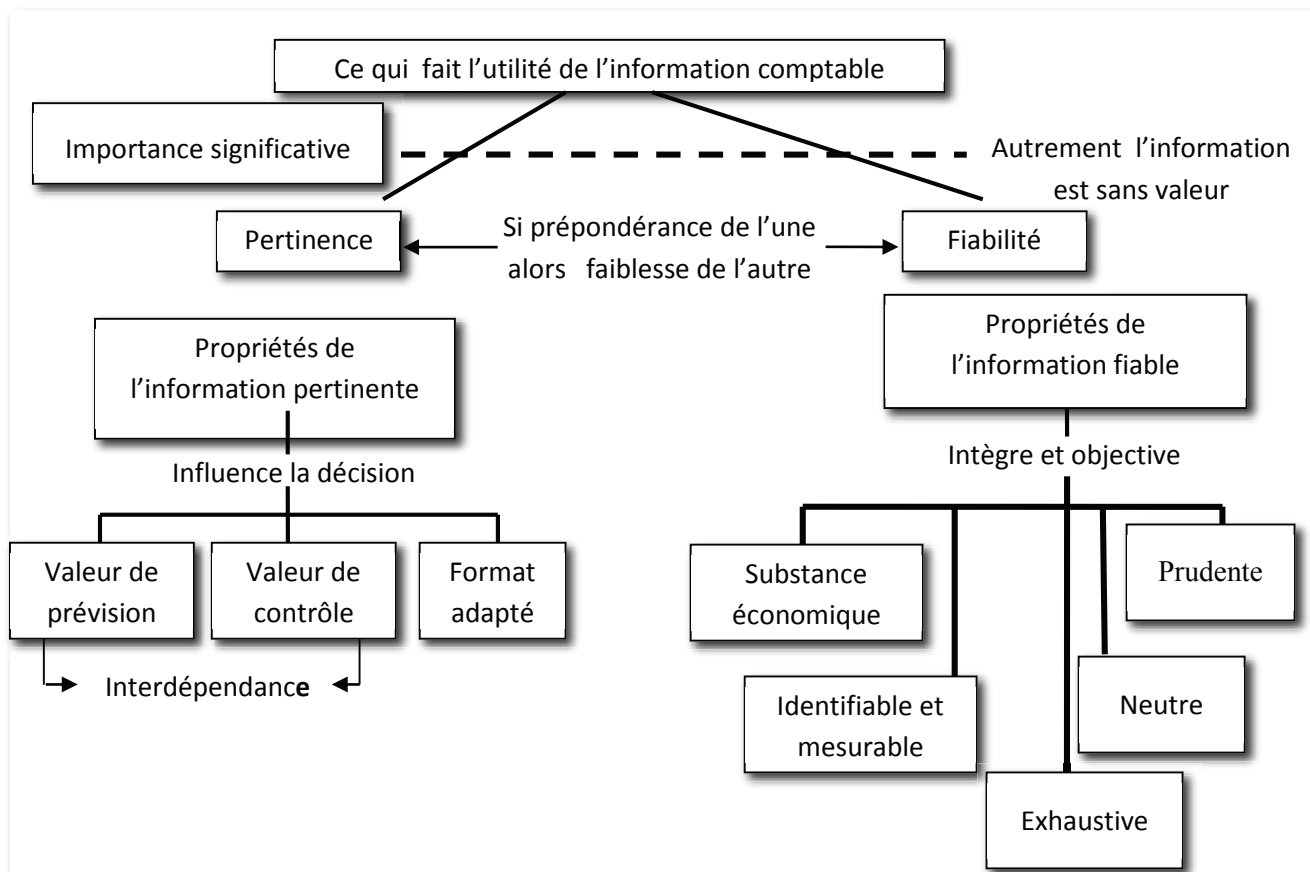 Ce qui fait l'utilité de l'information comptable
Importance significative
Autrement l'information
est sans valeur
Pertinence
Si prépondérance de l'une
alors faiblesse de l'autre
Fiabilité
Propriétés de
l'information pertinente
Propriétés de
l'information fiable
Influence la décision
Intègre et objective
Valeur de
prévision
Valeur de
contrôle
Format
adapté
Interdépendance
Substance
économique
Prudente
Identifiable et
mesurable
Neutre
Exhaustive